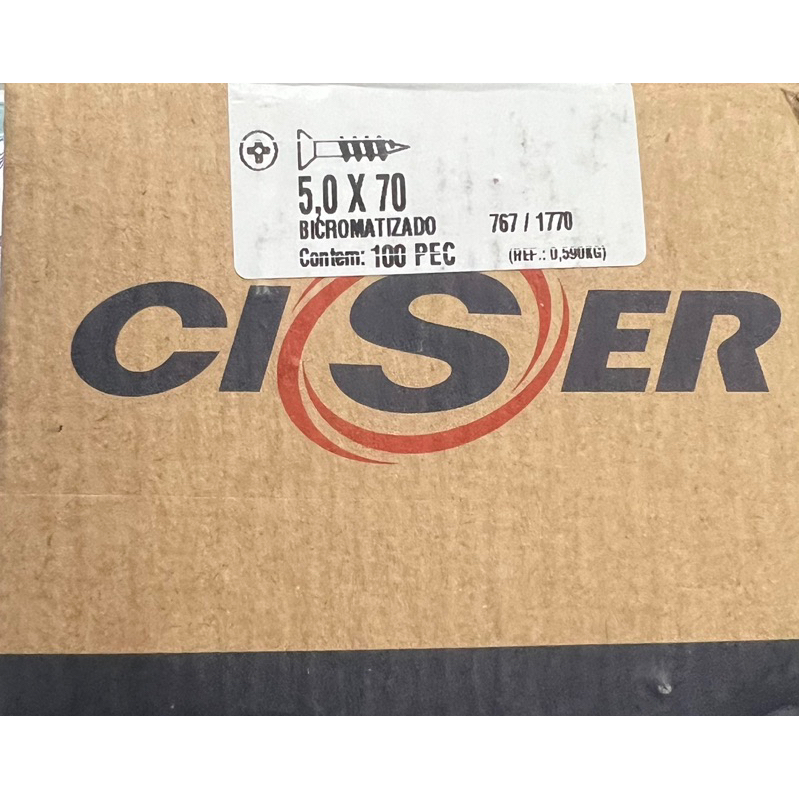 5,0 X 70
BICROMATIZADO 767 / 1770
Contem: 100 PEC (REF.: 0,590KG)
CISER